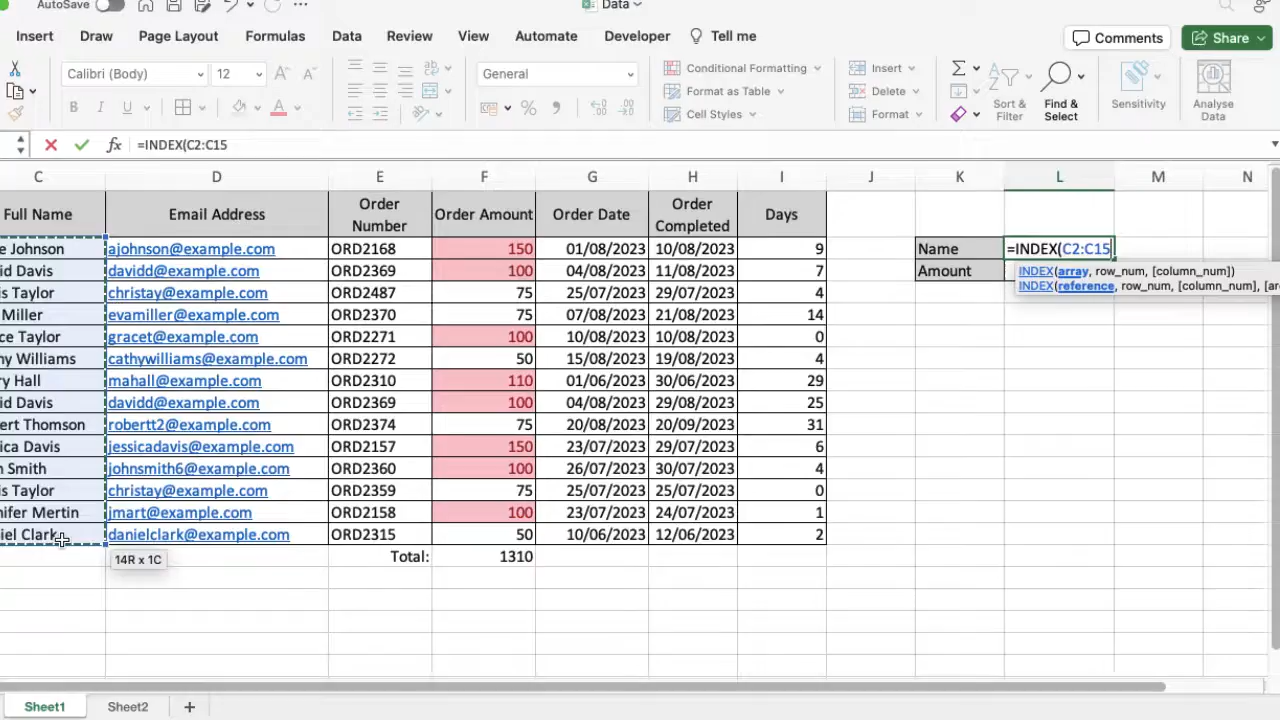 AutoSave
Data
Insert Draw Page Layout Formulas Data Review View Automate Developer Tell me Comments Share
Calibri (Body) 12 General Conditional Formatting Insert
Format as Table Delete
Cell Styles Format
Sort & Filter Find & Select Sensitivity Analyse Data
B I U A %
fx =INDEX(C2:C15
C D E F G H I J K L M N
Full Name Email Address Order Number Order Amount Order Date Order Completed Days
e Johnson ajohnson@example.com ORD2168 150 01/08/2023 10/08/2023 9 Name =INDEX(C2:C15
id Davis davidd@example.com ORD2369 100 04/08/2023 11/08/2023 7 Amount INDEX(array, row_num, [column_num])
is Taylor christay@example.com ORD2487 75 25/07/2023 29/07/2023 4 INDEX(reference, row_num, [column_num], [are
Miller evamiller@example.com ORD2370 75 07/08/2023 21/08/2023 14
ce Taylor gracet@example.com ORD2271 100 10/08/2023 10/08/2023 0
hy Williams cathywilliams@example.com ORD2272 50 15/08/2023 19/08/2023 4
ry Hall mahall@example.com ORD2310 110 01/06/2023 30/06/2023 29
id Davis davidd@example.com ORD2369 100 04/08/2023 29/08/2023 25
ert Thomson robertt2@example.com ORD2374 75 20/08/2023 20/09/2023 31
ica Davis jessicadavis@example.com ORD2157 150 23/07/2023 29/07/2023 6
n Smith johnsmith6@example.com ORD2360 100 26/07/2023 30/07/2023 4
is Taylor christay@example.com ORD2359 75 25/07/2023 25/07/2023 0
nifer Mertin jmart@example.com ORD2158 100 23/07/2023 24/07/2023 1
iel Clark danielclark@example.com ORD2315 50 10/06/2023 12/06/2023 2
14R x 1C Total: 1310
Sheet1 Sheet2 +